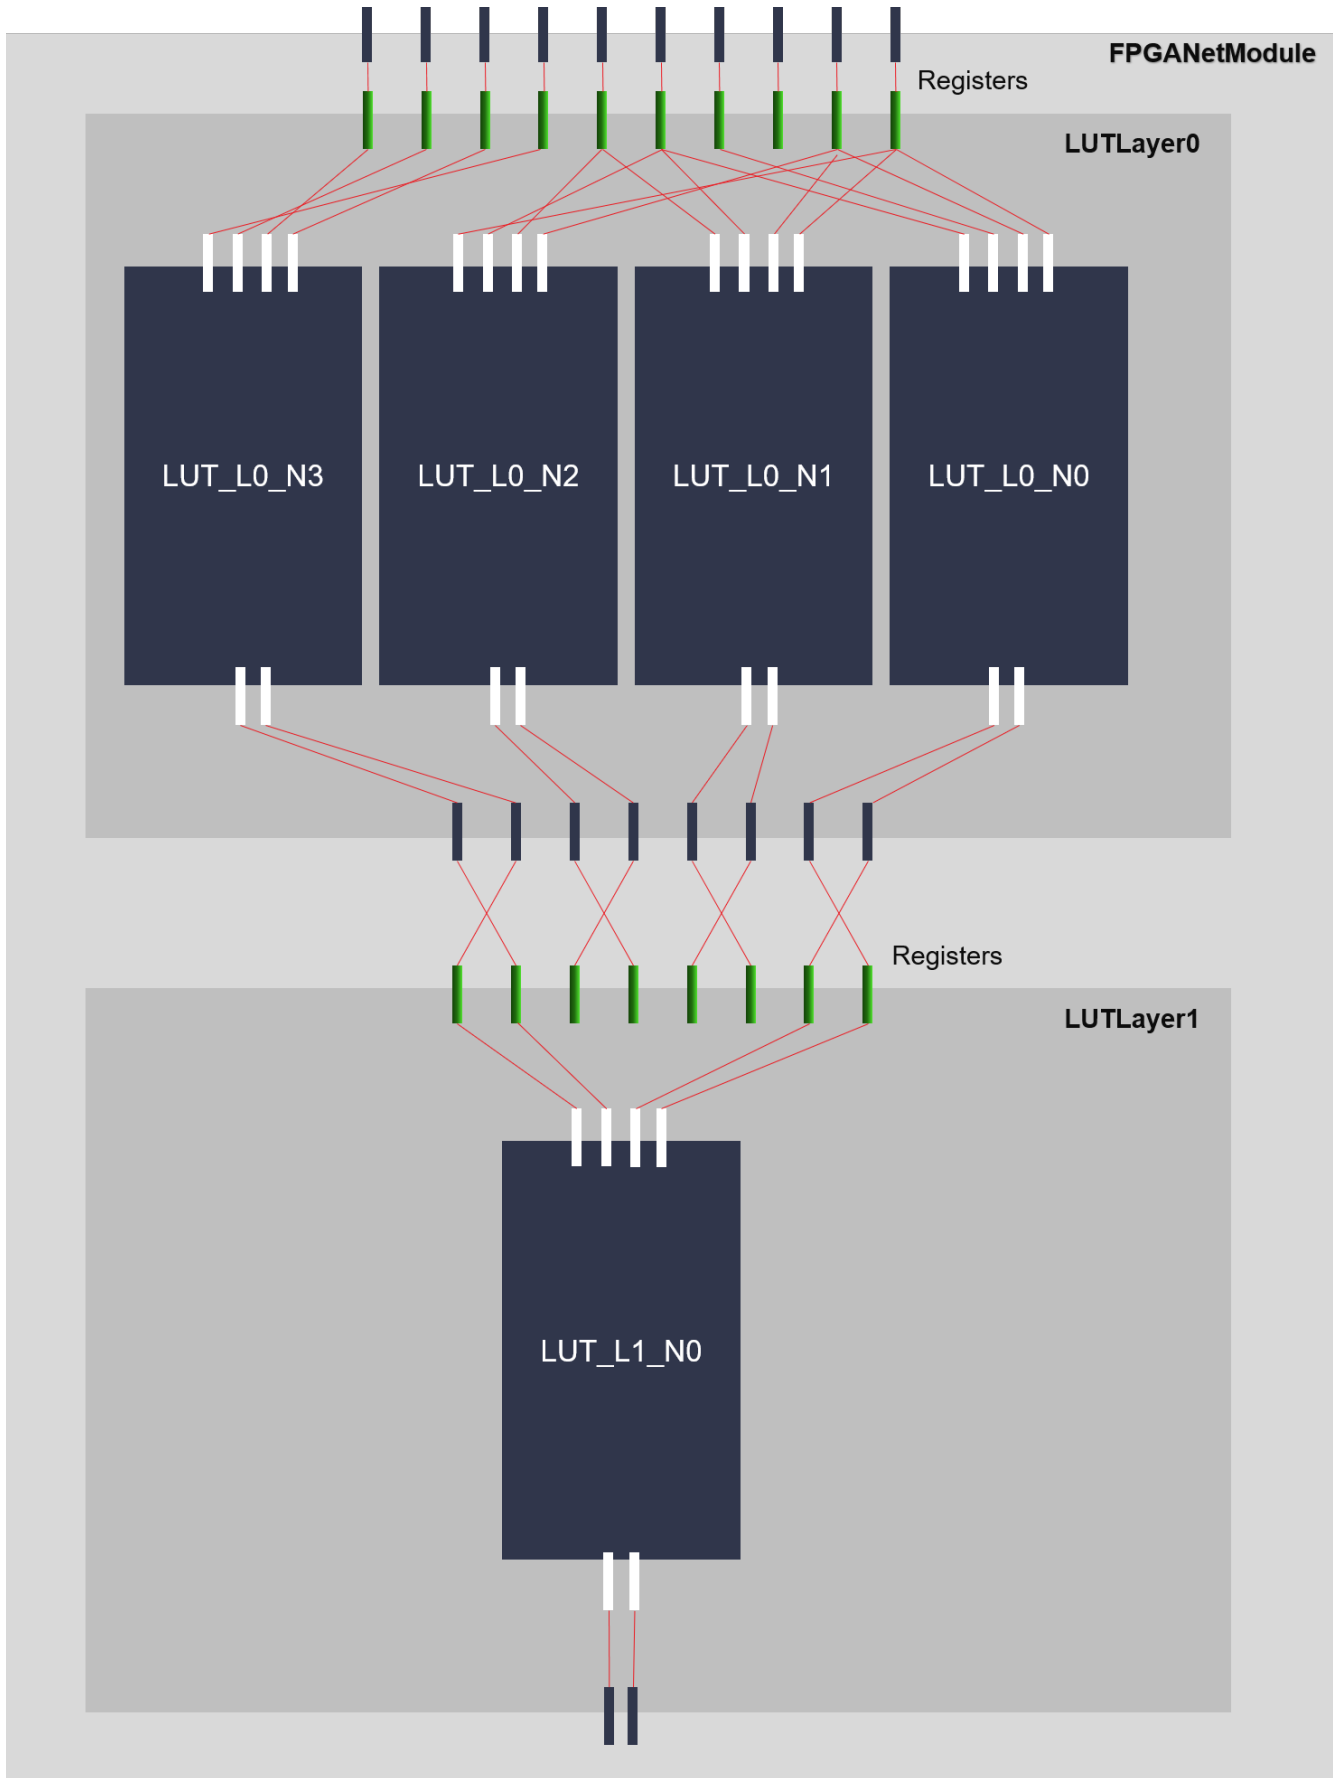 FPGANetModule
Registers
LUTLayer0
LUT_L0_N3
LUT_L0_N2
LUT_L0_N1
LUT_L0_N0
Registers
LUTLayer1
LUT_L1_N0